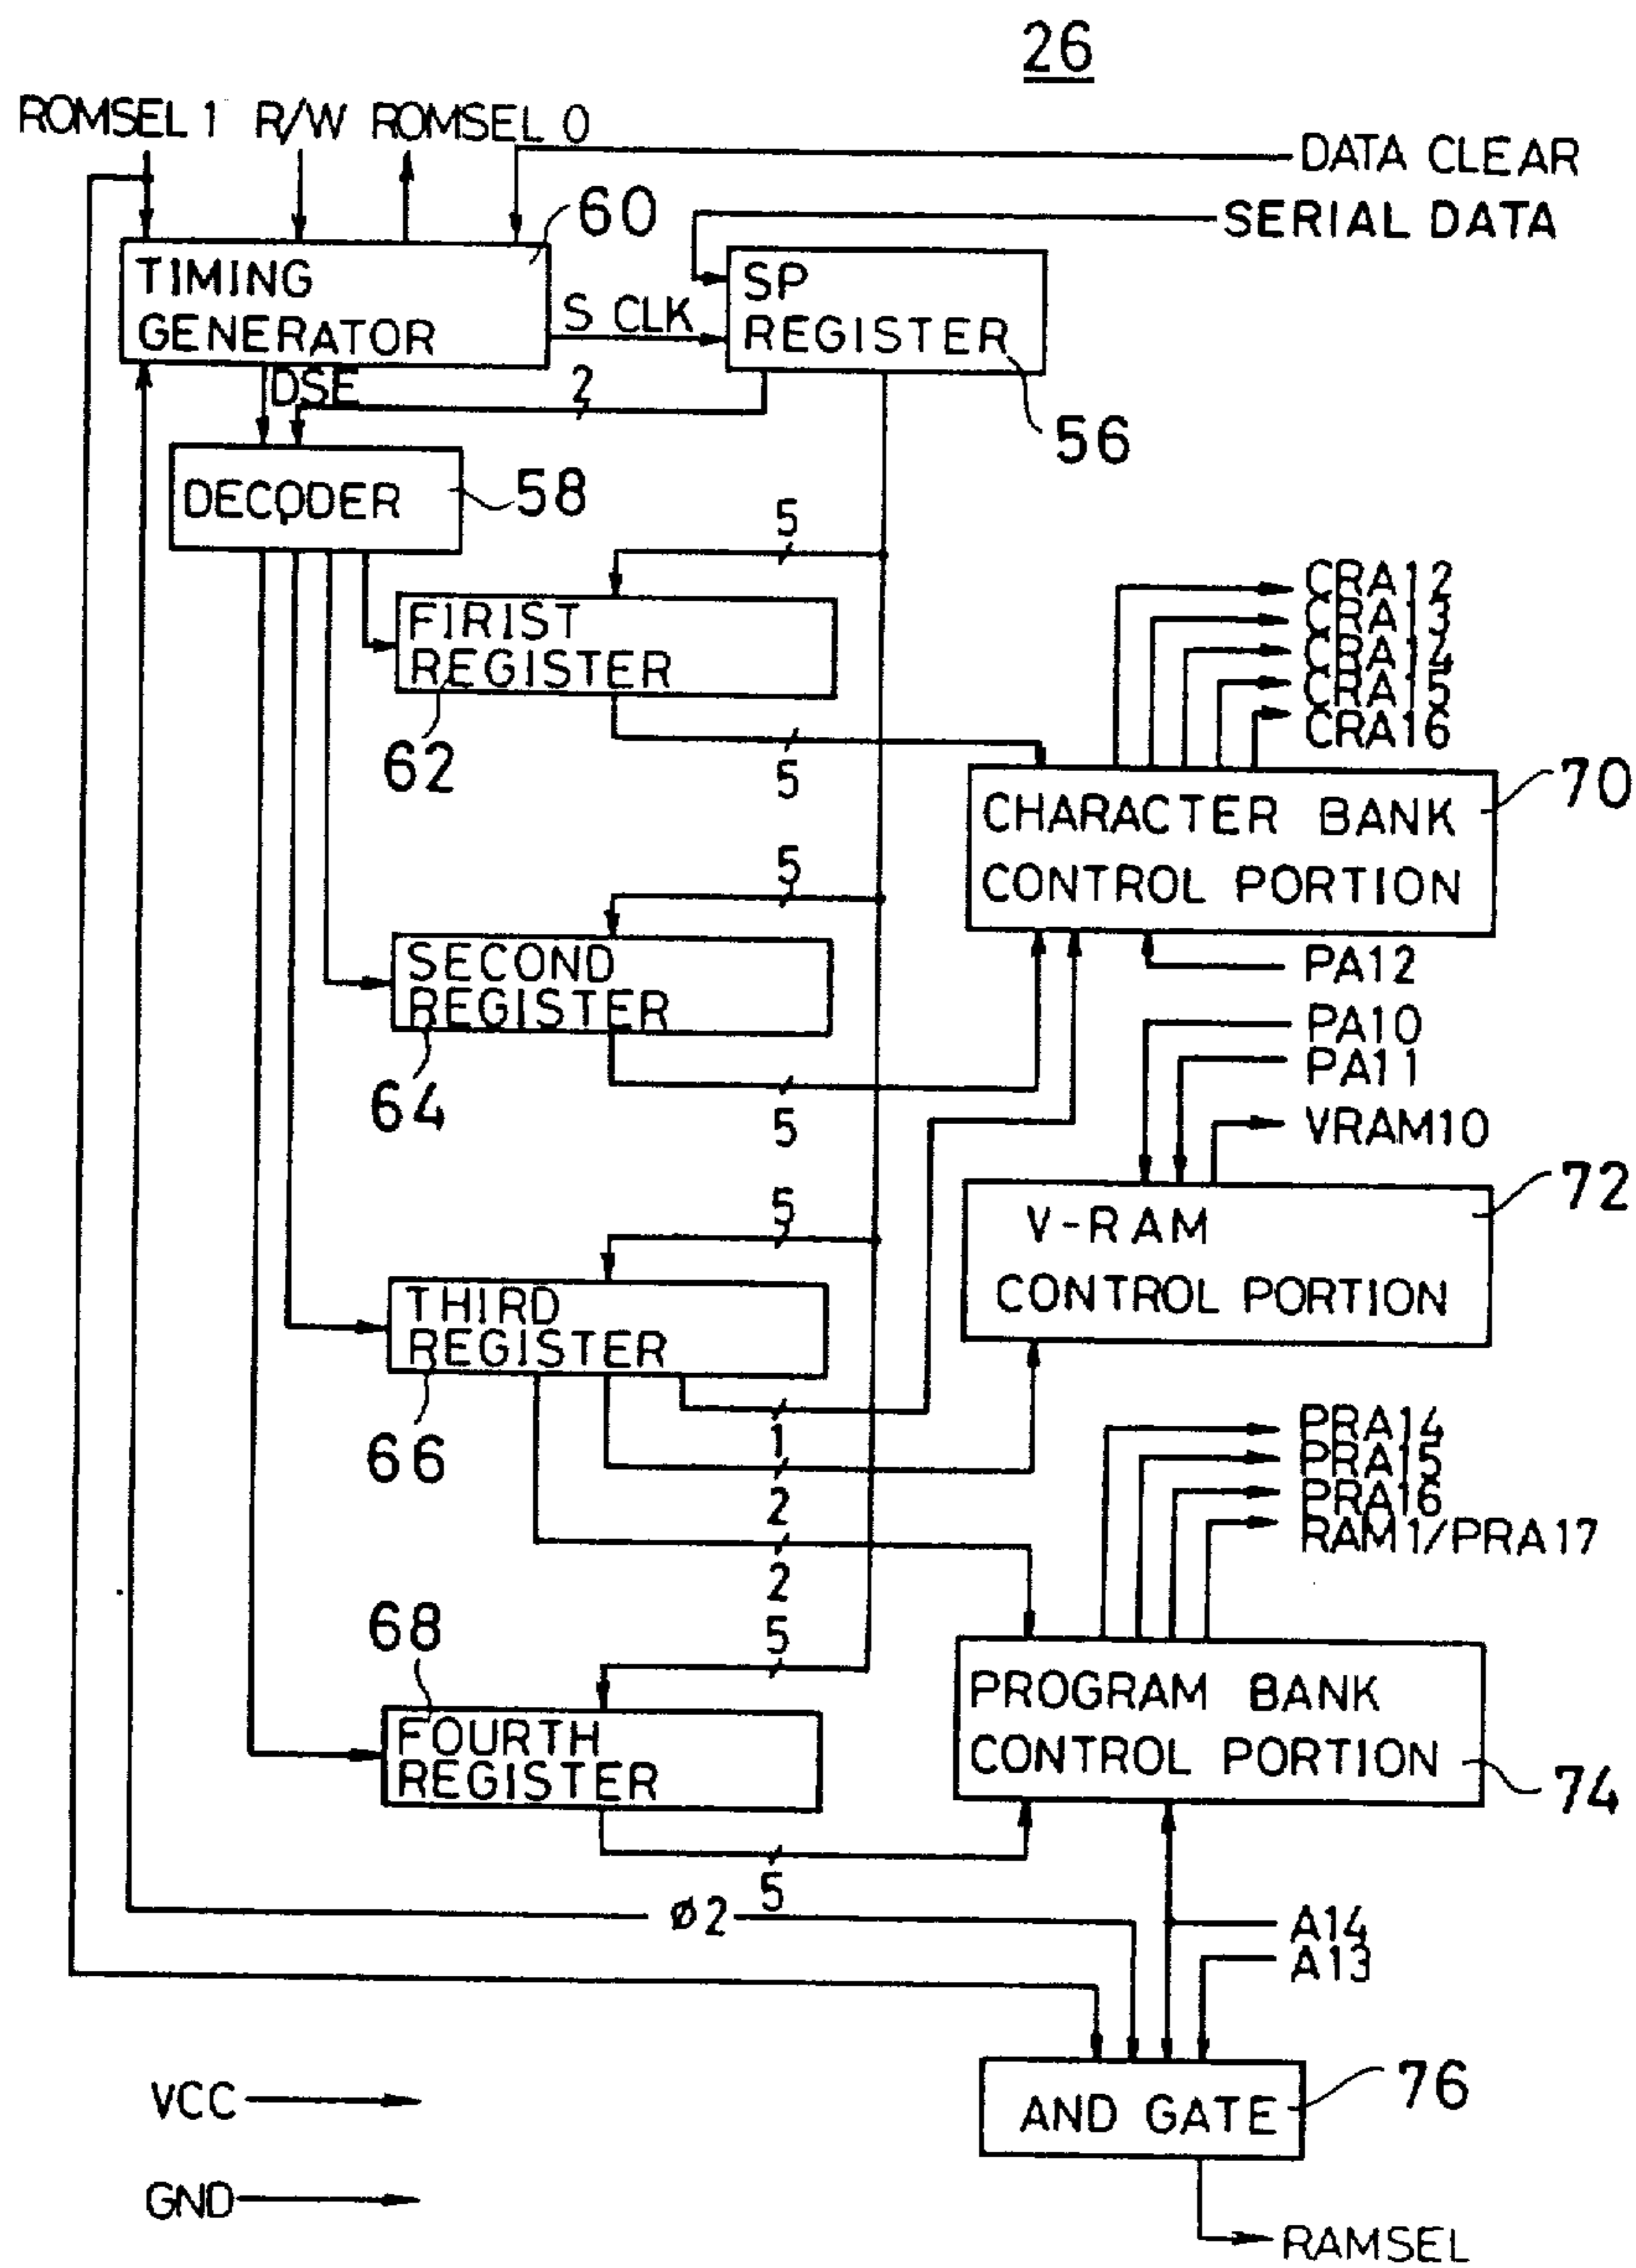 26
ROMSEL 1 R/W ROMSEL 0
DATA CLEAR
SERIAL DATA
60
TIMING
GENERATOR
S CLK
SP
REGISTER
DSE
2
56
DECODER
58
5
FIRIST
REGISTER
62
5
CRA12
CRA13
CRA14
CRA15
CRA16
70
CHARACTER BANK
CONTROL PORTION
5
SECOND
REGISTER
64
5
PA12
PA10
PA11
VRAM10
72
V-RAM
CONTROL PORTION
5
THIRD
REGISTER
66
1
2
2
PRA14
PRA15
PRA16
RAM1/PRA17
5
68
FOURTH
REGISTER
PROGRAM BANK
CONTROL PORTION
74
5
ø2
A14
A13
VCC
76
AND GATE
GND
RAMSEL